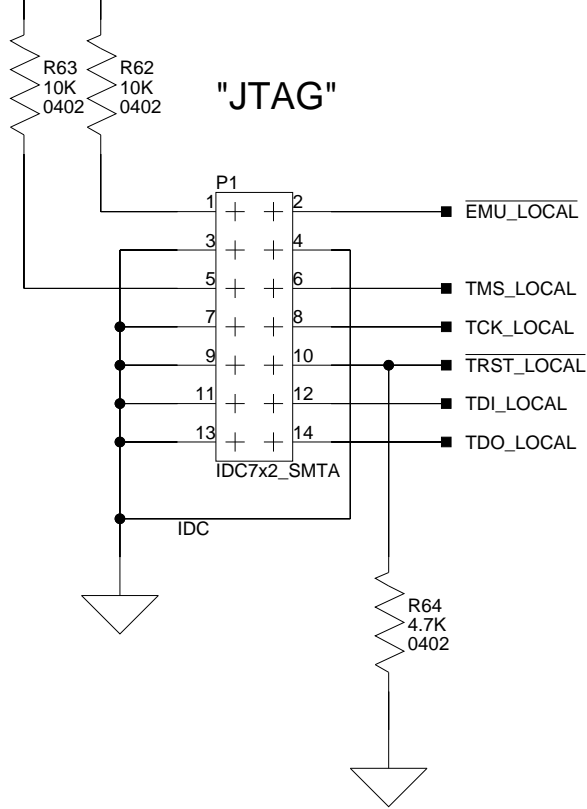 R63
10K
0402
R62
10K
0402
"JTAG"
P1
1
2
EMU_LOCAL
3
4
5
6
TMS_LOCAL
7
8
TCK_LOCAL
9
10
TRST_LOCAL
11
12
TDI_LOCAL
13
14
TDO_LOCAL
IDC7x2_SMTA
IDC
R64
4.7K
0402